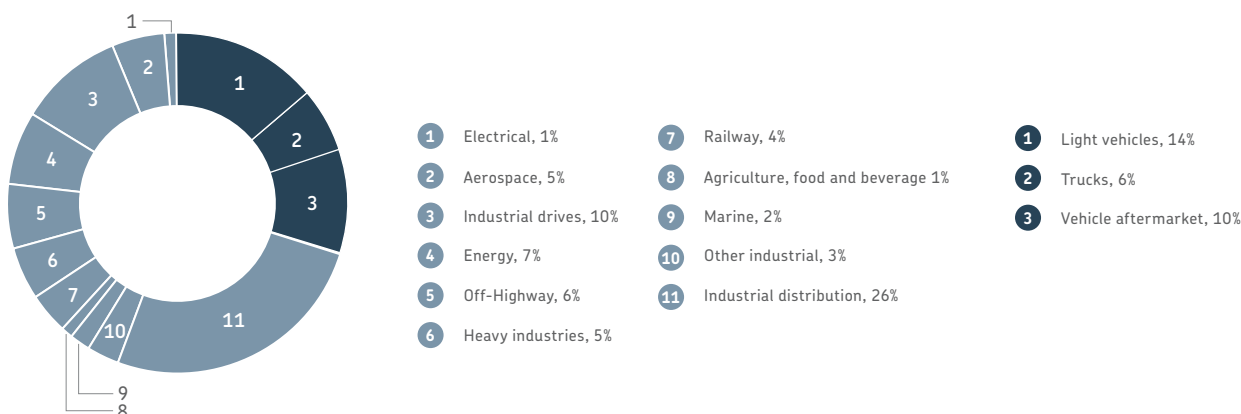 1
1
2
3
11
10
9
8
7
6
5
4
3
2
1 Electrical, 1%
2 Aerospace, 5%
3 Industrial drives, 10%
4 Energy, 7%
5 Off-Highway, 6%
6 Heavy industries, 5%
7 Railway, 4%
8 Agriculture, food and beverage 1%
9 Marine, 2%
10 Other industrial, 3%
11 Industrial distribution, 26%
1 Light vehicles, 14%
2 Trucks, 6%
3 Vehicle aftermarket, 10%